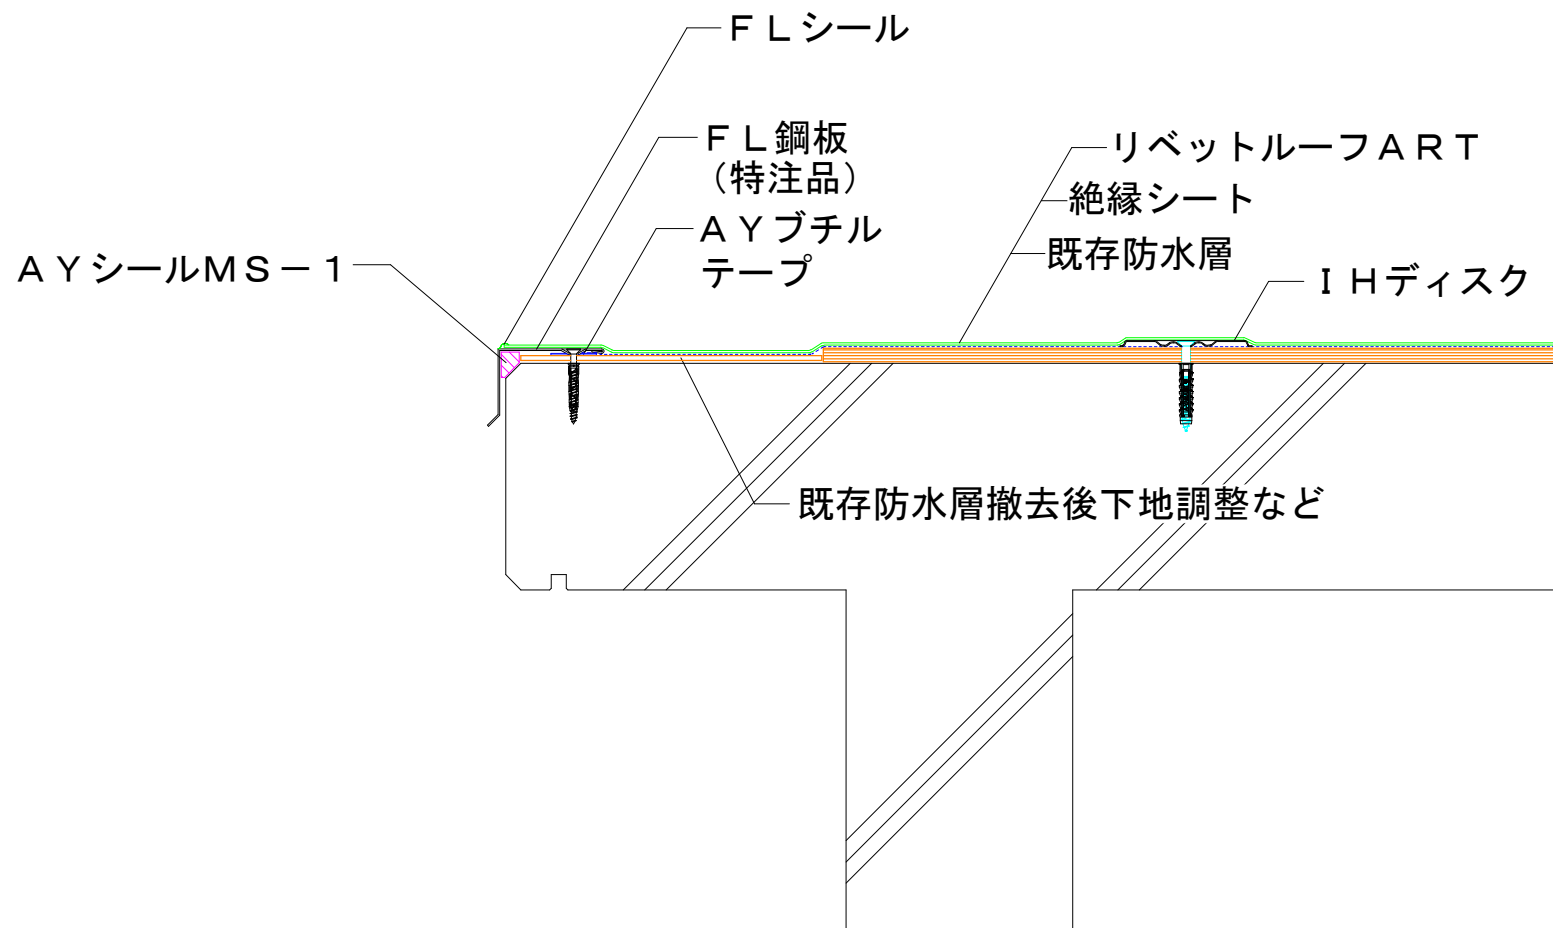 ＦＬシール
ＦＬ鋼板
（特注品）
ＡＹブチル
テープ
ＡＹシールＭＳ－１
リベットルーフＡＲＴ
絶縁シート
既存防水層
ＩＨディスク
既存防水層撤去後下地調整など